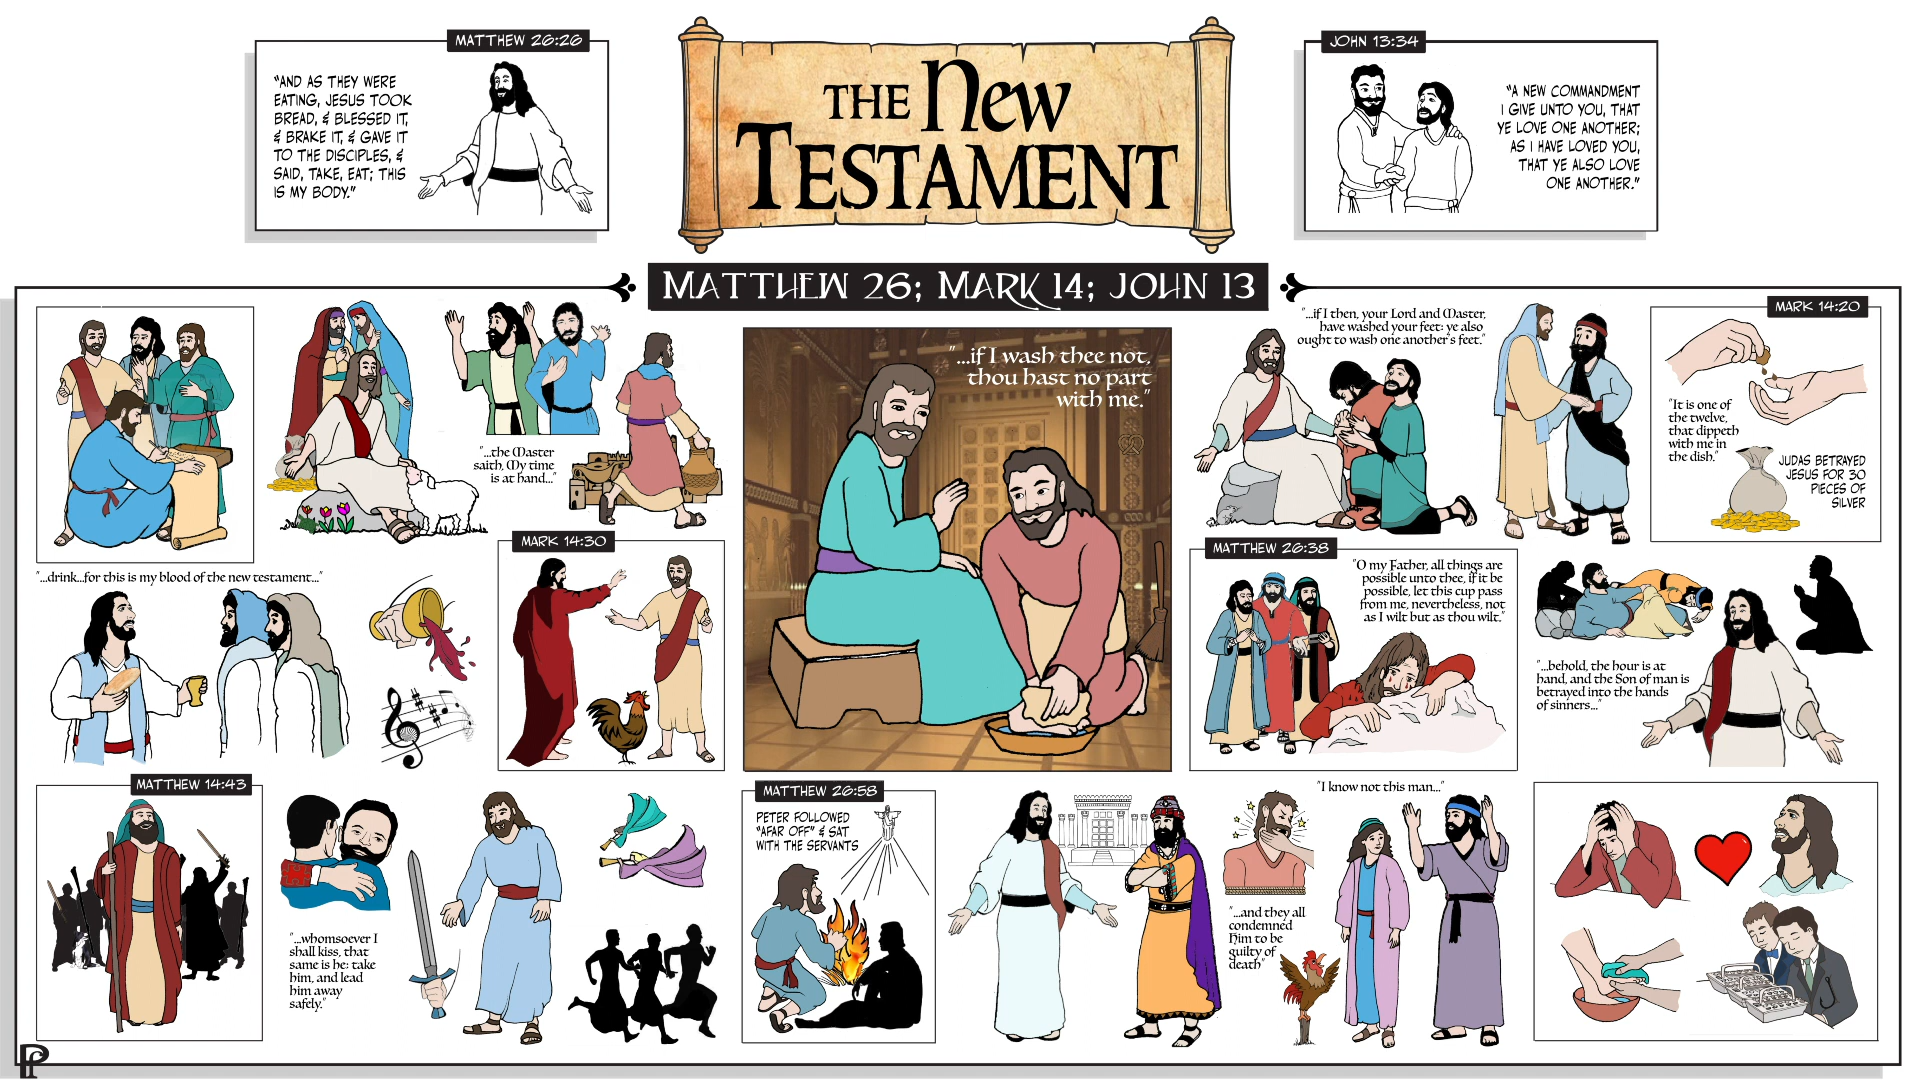 MATTHEW 26:26
"AND AS THEY WERE
EATING, JESUS TOOK
BREAD, & BLESSED IT,
& BRAKE IT, & GAVE IT
TO THE DISCIPLES, &
SAID, TAKE, EAT; THIS
IS MY BODY."
THE New
TESTAMENT
JOHN 13:34
"A NEW COMMANDMENT
I GIVE UNTO YOU, THAT
YE LOVE ONE ANOTHER;
AS I HAVE LOVED YOU,
THAT YE ALSO LOVE
ONE ANOTHER."
MATTHEW 26; MARK 14; JOHN 13
"...the Master
saith, My time
is at hand..."
"...if I wash thee not,
thou hast no part
with me."
"...if I then, your Lord and Master,
have washed your feet: ye also
ought to wash one another's feet."
MARK 14:20
"It is one of
the twelve,
that dippeth
with me in
the dish."
JUDAS BETRAYED
JESUS FOR 30
PIECES OF
SILVER
"...drink...for this is my blood of the new testament..."
MARK 14:30
MATTHEW 26:38
"O my Father, all things are
possible unto thee, if it be
possible, let this cup pass
from me, nevertheless, not
as I wilt but as thou wilt."
"...behold, the hour is at
hand, and the Son of man is
betrayed into the hands
of sinners..."
MATTHEW 14:43
"...whomsoever I
shall kiss, that
same is he: take
him, and lead
him away
safely."
MATTHEW 26:58
PETER FOLLOWED
"AFAR OFF" & SAT
WITH THE SERVANTS
"...and they all
condemned
Him to be
guilty of
death"
"I know not this man..."